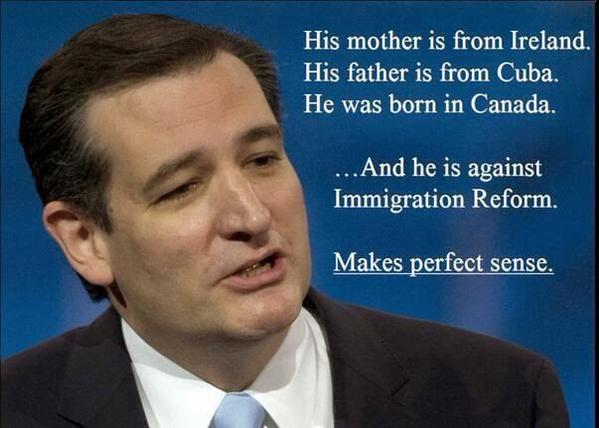 His mother is from Ireland.
His father is from Cuba.
He was born in Canada.
...And he is against
Immigration Reform.
Makes perfect sense.